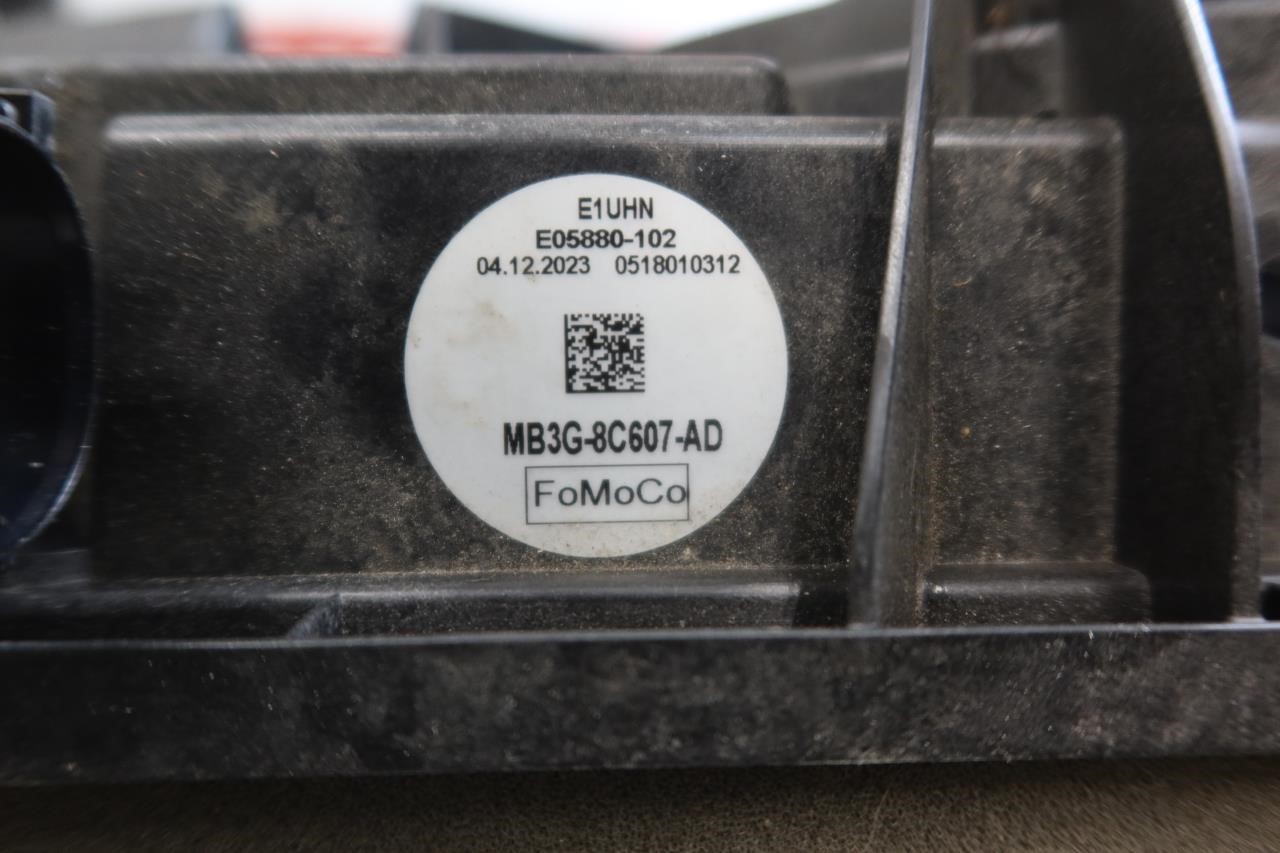 E1UHN
E05880-102
04.12.2023 0518010312
MB3G-8C607-AD
FoMoCo